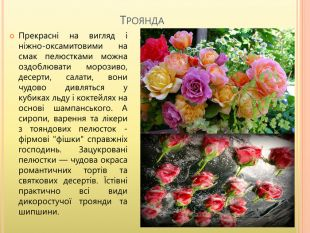 ТРОЯНДА
Прекрасні на вигляд і
ніжно-оксамитовими на
смак пелюстками можна
оздоблювати морозиво,
десерти, салати, вони
чудово дивляться у
кубиках льду і коктейлях на
основі шампанського. А
сиропи, варення та лікери
з тояндових пелюсток -
фірмові "фішки" справжніх
господинь. Зацукровані
пелюстки — чудова окраса
романтичних тортів та
святкових десертів. Їстівні
практично всі види
дикоростучої троянди та
шипшини.